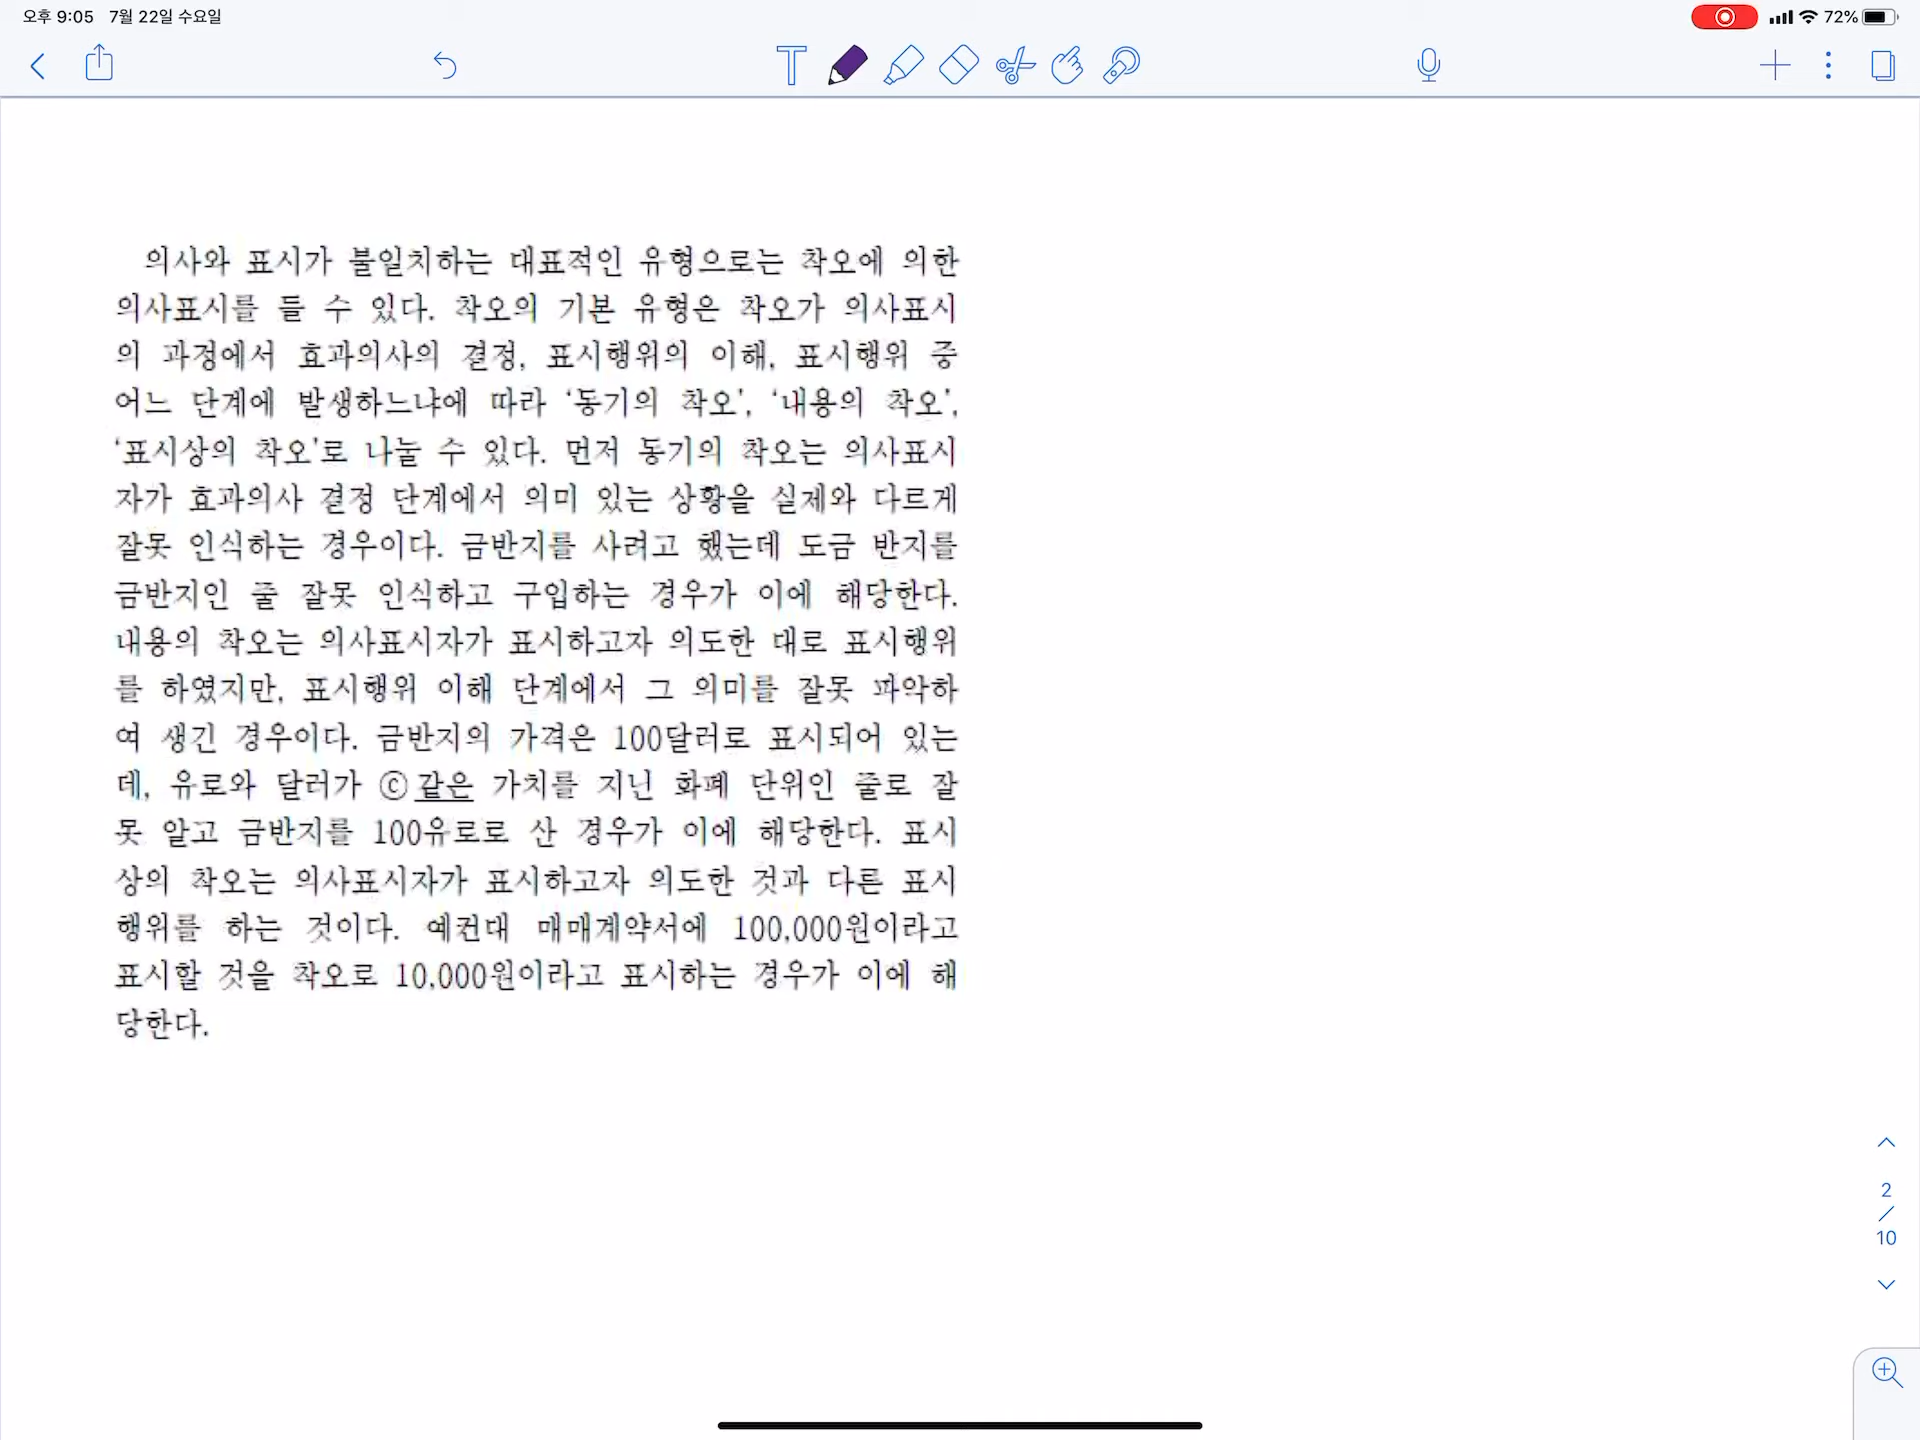 오후 9:05 7월 22일 수요일
72%
의사와 표시가 불일치하는 대표적인 유형으로는 착오에 의한
의사표시를 들 수 있다. 착오의 기본 유형은 착오가 의사표시
의 과정에서 효과의사의 결정, 표시행위의 이해, 표시행위 중
어느 단계에 발생하느냐에 따라 ‘동기의 착오’, ‘내용의 착오’,
‘표시상의 착오’로 나눌 수 있다. 먼저 동기의 착오는 의사표시
자가 효과의사 결정 단계에서 의미 있는 상황을 실제와 다르게
잘못 인식하는 경우이다. 금반지를 사려고 했는데 도금 반지를
금반지인 줄 잘못 인식하고 구입하는 경우가 이에 해당한다.
내용의 착오는 의사표시자가 표시하고자 의도한 대로 표시행위
를 하였지만, 표시행위 이해 단계에서 그 의미를 잘못 파악하
여 생긴 경우이다. 금반지의 가격은 100달러로 표시되어 있는
데, 유로와 달러가 ⓒ같은 가치를 지닌 화폐 단위인 줄로 잘
못 알고 금반지를 100유로로 산 경우가 이에 해당한다. 표시
상의 착오는 의사표시자가 표시하고자 의도한 것과 다른 표시
행위를 하는 것이다. 예컨대 매매계약서에 100,000원이라고
표시할 것을 착오로 10,000원이라고 표시하는 경우가 이에 해
당한다.
2
/
10